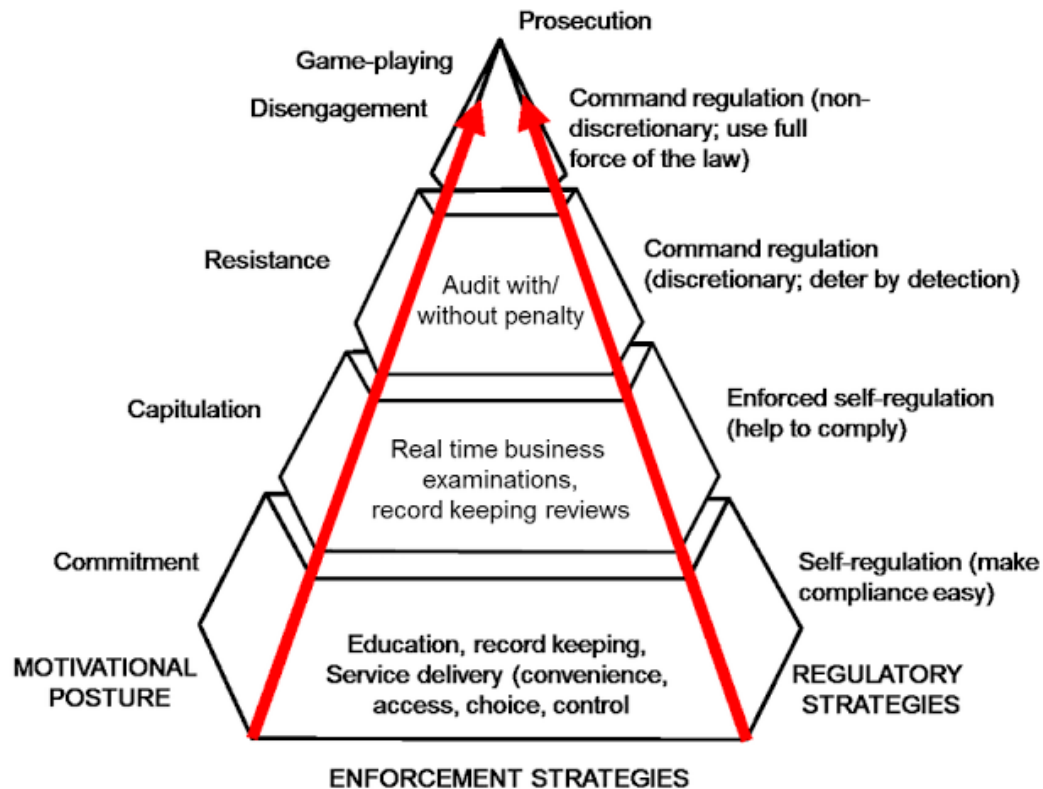 Prosecution
Game-playing
Disengagement
Command regulation (non-
discretionary; use full
force of the law)
Resistance
Command regulation
(discretionary; deter by detection)
Audit with/
without penalty
Capitulation
Enforced self-regulation
(help to comply)
Real time business
examinations,
record keeping reviews
Commitment
Self-regulation (make
compliance easy)
Education, record keeping,
Service delivery (convenience,
access, choice, control
MOTIVATIONAL
POSTURE
REGULATORY
STRATEGIES
ENFORCEMENT STRATEGIES